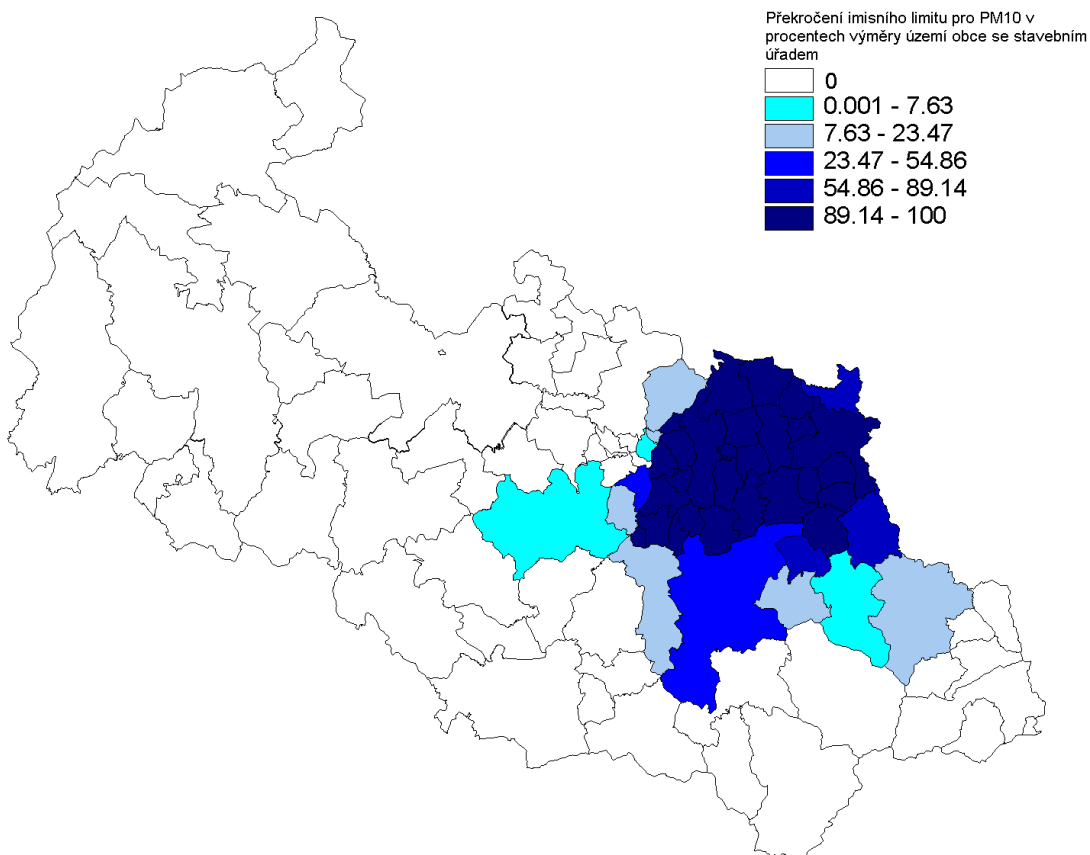 Překročení imisního limitu pro PM10 v
procentech výměry území obce se stavebním
úřadem
0
0.001 - 7.63
7.63 - 23.47
23.47 - 54.86
54.86 - 89.14
89.14 - 100